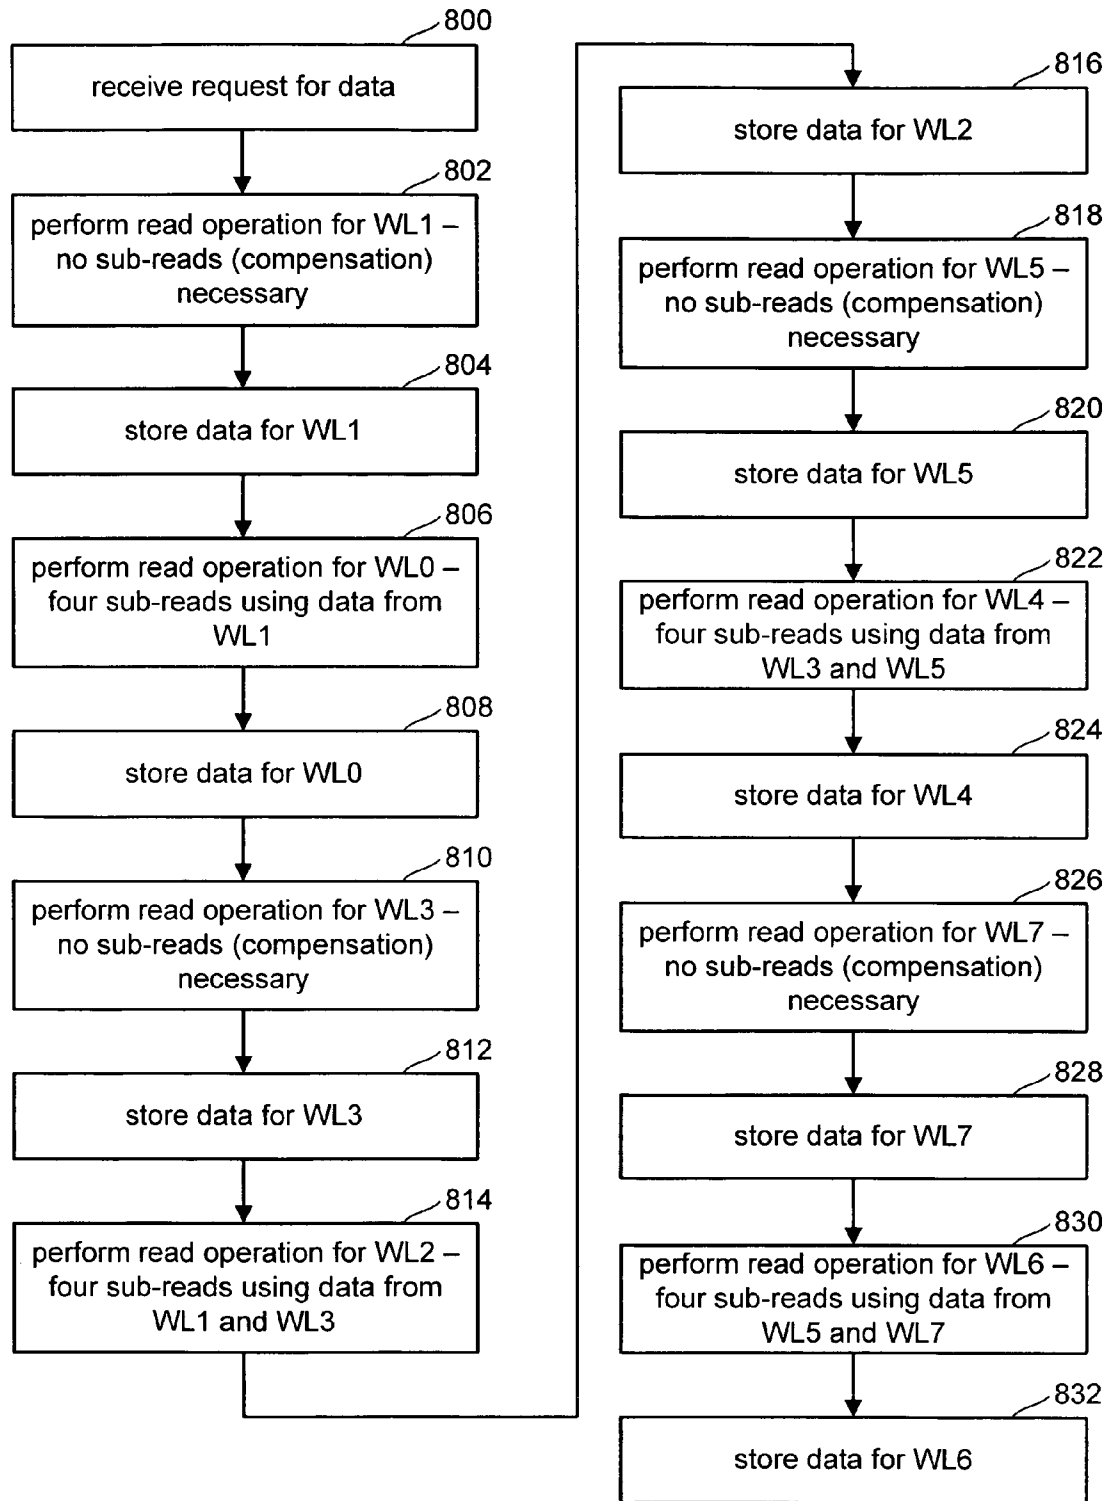 800
receive request for data
802
perform read operation for WL1 –
no sub-reads (compensation)
necessary
804
store data for WL1
806
perform read operation for WL0 –
four sub-reads using data from
WL1
808
store data for WL0
810
perform read operation for WL3 –
no sub-reads (compensation)
necessary
812
store data for WL3
814
perform read operation for WL2 –
four sub-reads using data from
WL1 and WL3
816
store data for WL2
818
perform read operation for WL5 –
no sub-reads (compensation)
necessary
820
store data for WL5
822
perform read operation for WL4 –
four sub-reads using data from
WL3 and WL5
824
store data for WL4
826
perform read operation for WL7 –
no sub-reads (compensation)
necessary
828
store data for WL7
830
perform read operation for WL6 –
four sub-reads using data from
WL5 and WL7
832
store data for WL6